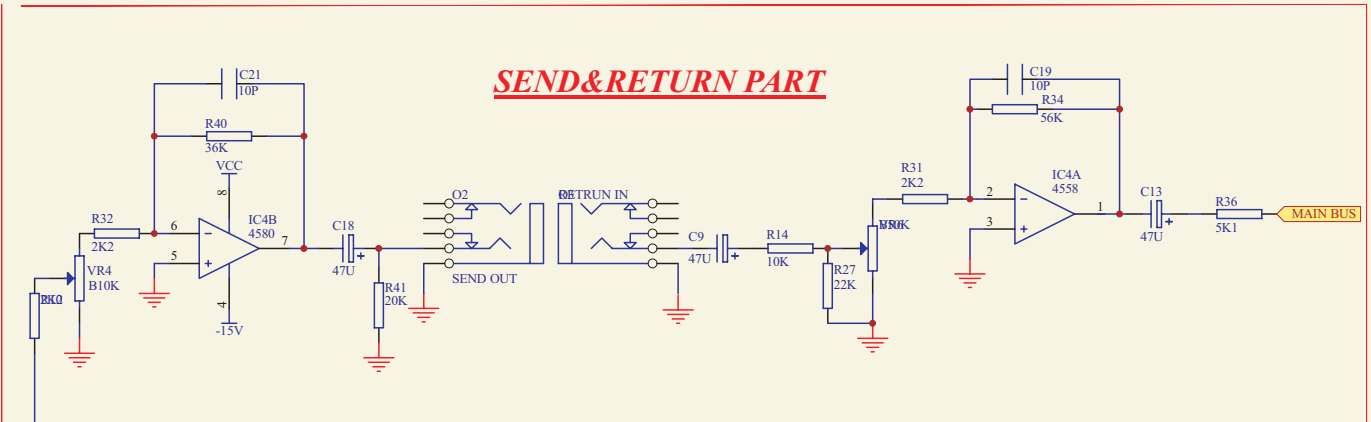 SEND&RETURN PART
C21
10P
R40
36K
VCC
8
R32
2K2
6
5
IC4B
4580
7
C18
47U
VR4
B10K
4
-15V
R41
20K
O2
SEND OUT
RETRUN IN
C9
47U
R14
10K
R27
22K
R31
2K2
C19
10P
R34
56K
2
3
IC4A
4558
1
C13
47U
R36
5K1
MAIN BUS